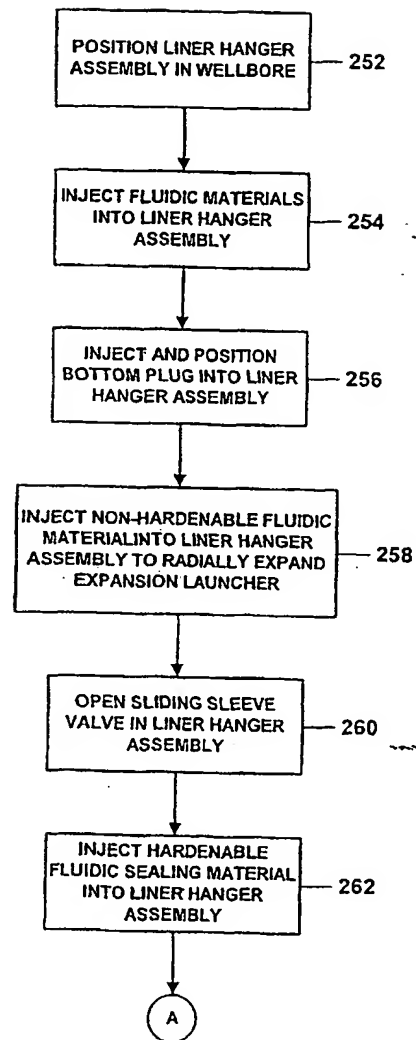 POSITION LINER HANGER
ASSEMBLY IN WELLBORE
252
INJECT FLUIDIC MATERIALS
INTO LINER HANGER
ASSEMBLY
254
INJECT AND POSITION
BOTTOM PLUG INTO LINER
HANGER ASSEMBLY
256
INJECT NON-HARDENABLE FLUIDIC
MATERIALINTO LINER HANGER
ASSEMBLY TO RADIALLY EXPAND
EXPANSION LAUNCHER
258
OPEN SLIDING SLEEVE
VALVE IN LINER HANGER
ASSEMBLY
260
INJECT HARDENABLE
FLUIDIC SEALING MATERIAL
INTO LINER HANGER
ASSEMBLY
262
A